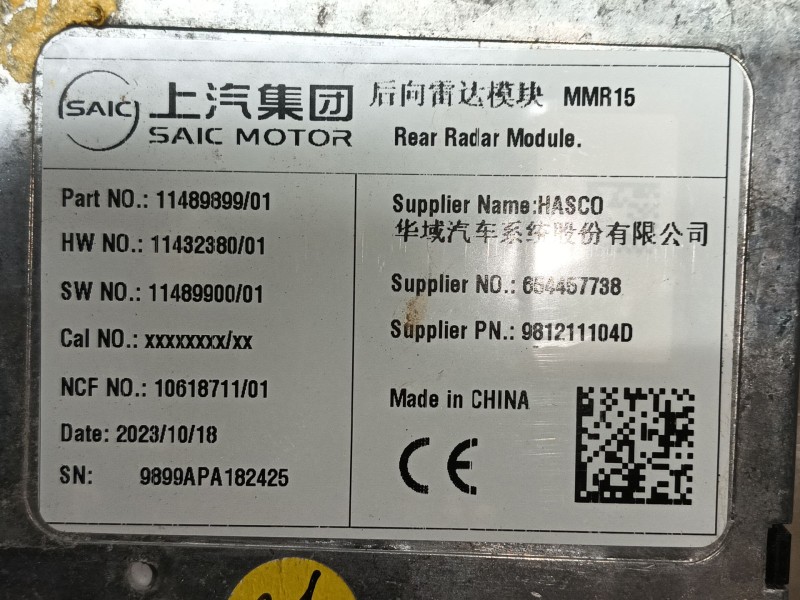 SAIC 上汽集团
SAIC MOTOR
后向雷达模块 MMR15
Rear Radar Module.
Part NO.: 11489899/01
HW NO.: 11432380/01
SW NO.: 11489900/01
Cal NO.: xxxxxxxx/xx
NCF NO.: 10618711/01
Date: 2023/10/18
SN: 9899APA182425
Supplier Name:HASCO
华域汽车系统股份有限公司
Supplier NO.: 654457738
Supplier PN.: 981211104D
Made in CHINA
CE